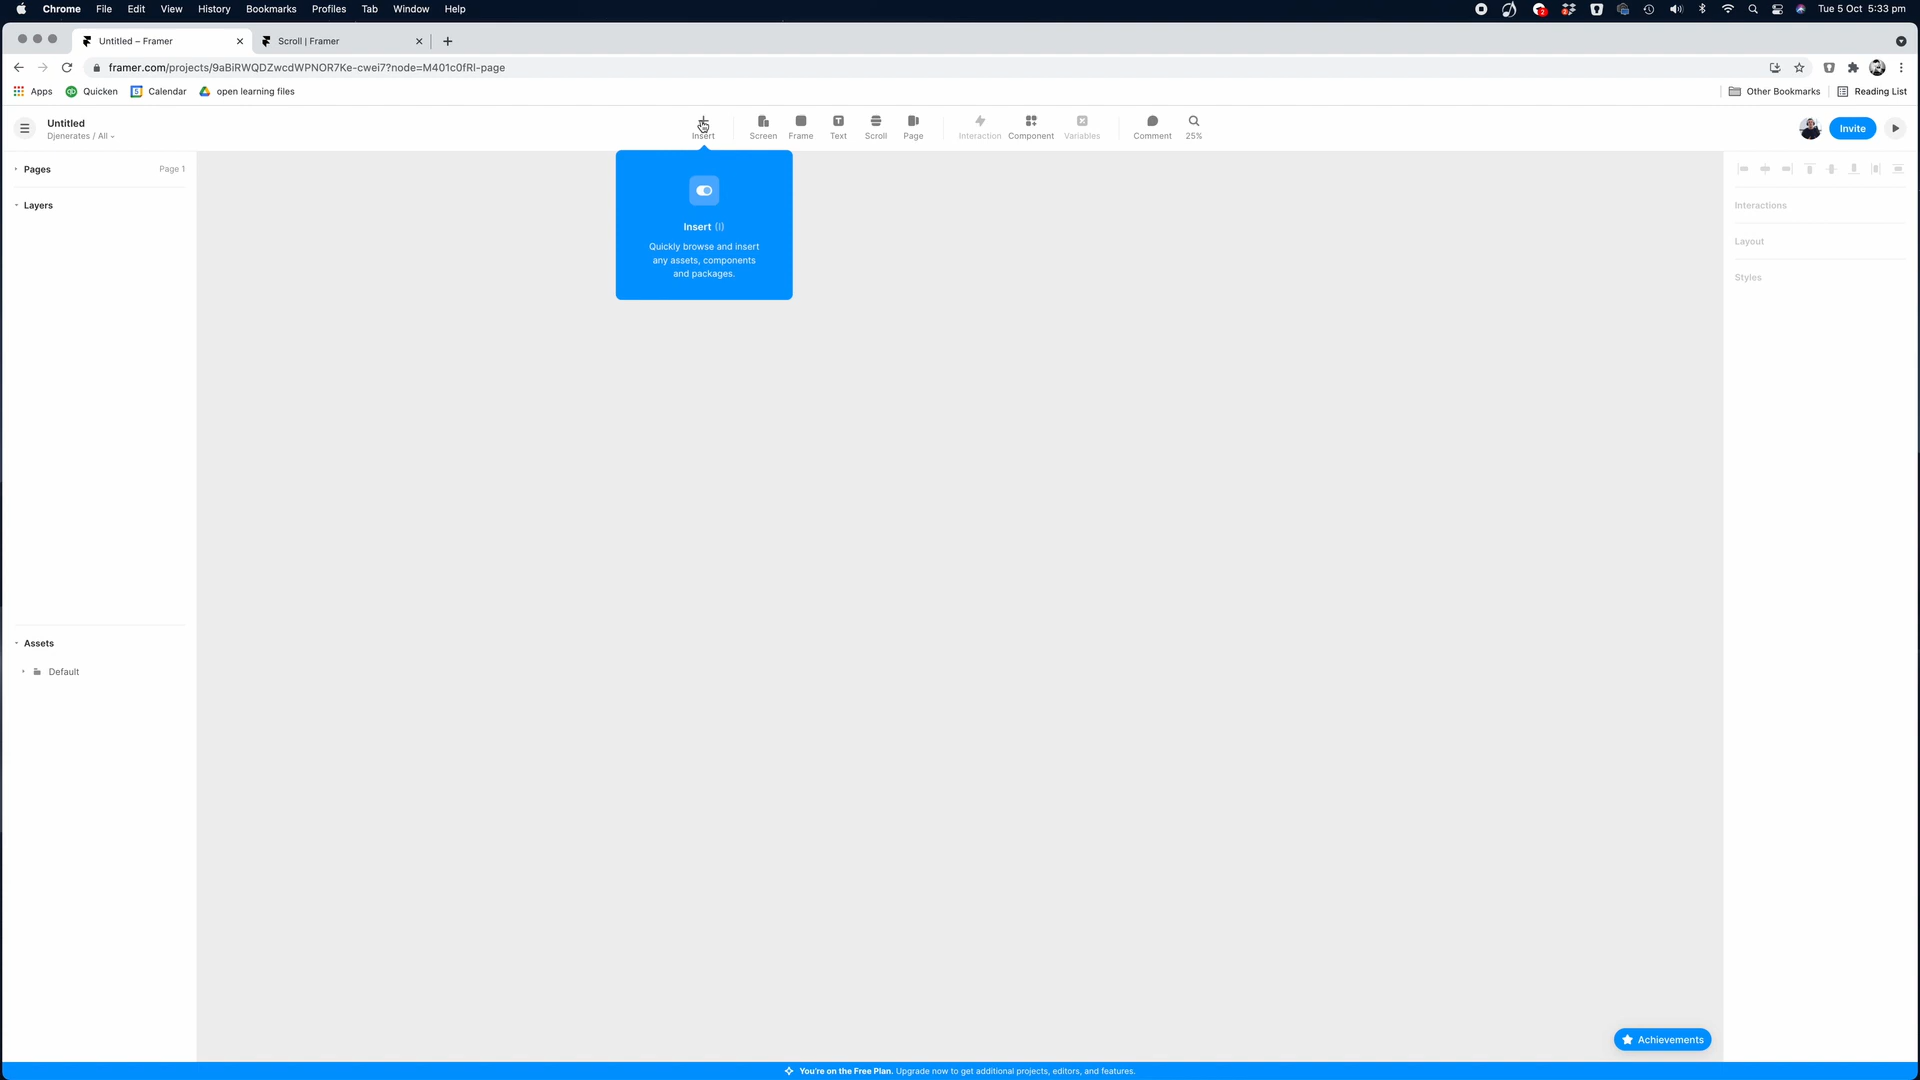 Chrome File Edit View History Bookmarks Profiles Tab Window Help
2 2 Tue 5 Oct 5:33 pm
Untitled – Framer
Scroll | Framer
framer.com/projects/9aBiRWQDZwcdWPNOR7Ke-cwei7?node=M401c0fRl-page
Apps Quicken Calendar open learning files Other Bookmarks Reading List
Untitled
Djenerates / All
Insert Screen Frame Text Scroll Page Interaction Component Variables Comment 25%
Invite
Pages Page 1
Layers
Insert (I)
Quickly browse and insert
any assets, components
and packages.
Interactions
Layout
Styles
Assets
Default
Achievements
You're on the Free Plan. Upgrade now to get additional projects, editors, and features.